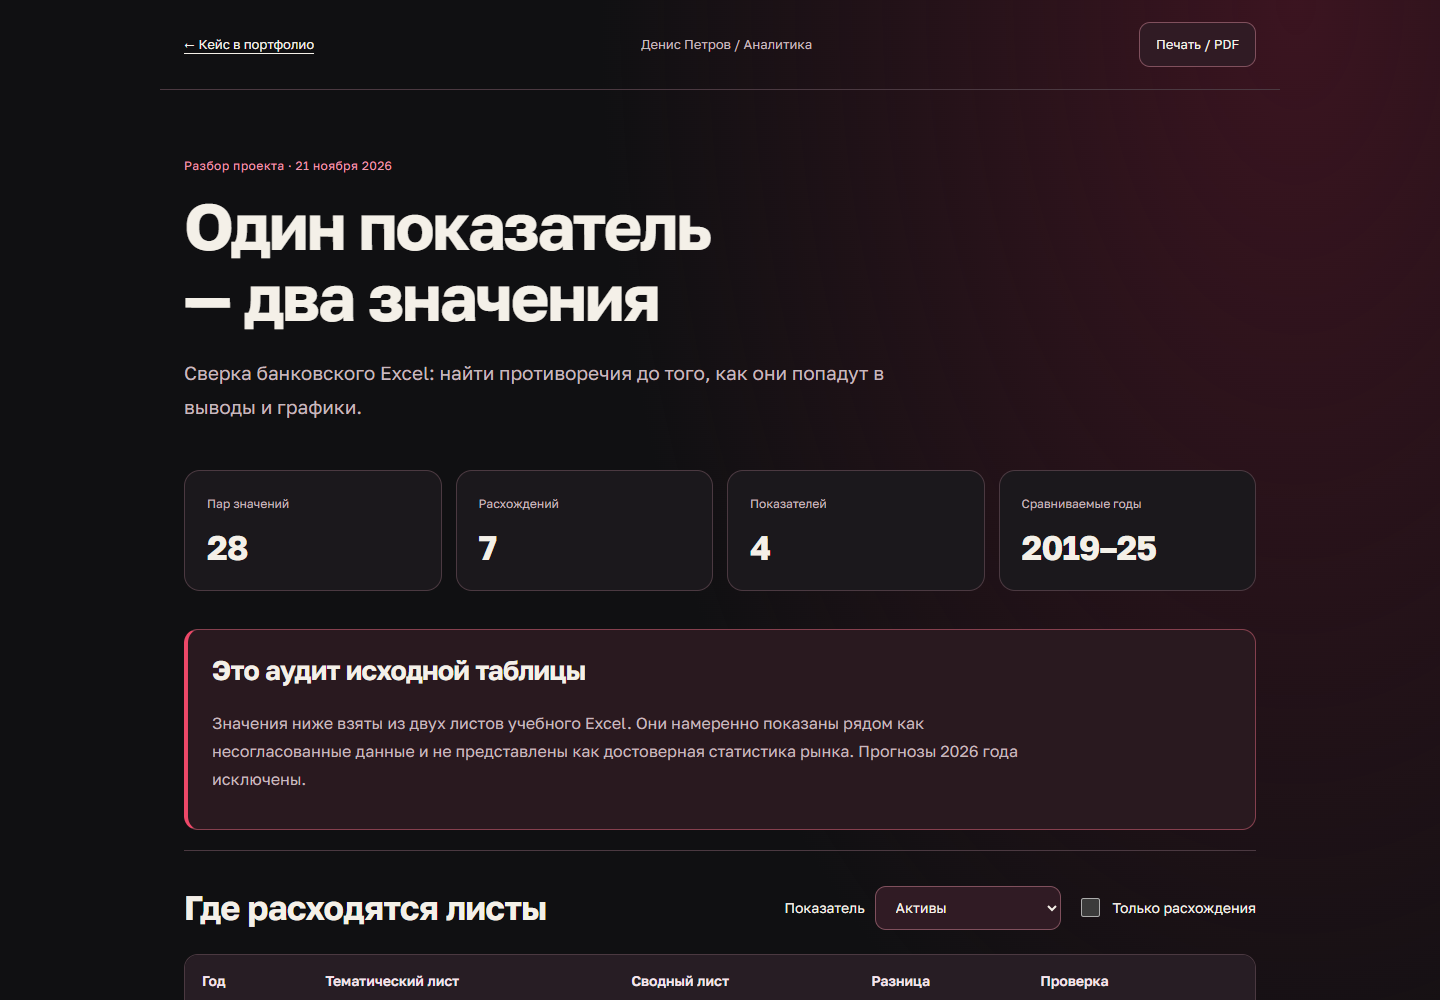 ← Кейс в портфолио
Денис Петров / Аналитика
Печать / PDF
Разбор проекта · 21 ноября 2026
Один показатель
— два значения
Сверка банковского Excel: найти противоречия до того, как они попадут в
выводы и графики.
Пар значений
28
Расхождений
7
Показателей
4
Сравниваемые годы
2019–25
Это аудит исходной таблицы
Значения ниже взяты из двух листов учебного Excel. Они намеренно показаны рядом как
несогласованные данные и не представлены как достоверная статистика рынка. Прогнозы 2026 года
исключены.
Где расходятся листы
Показатель
Активы
Только расхождения
Год
Тематический лист
Сводный лист
Разница
Проверка